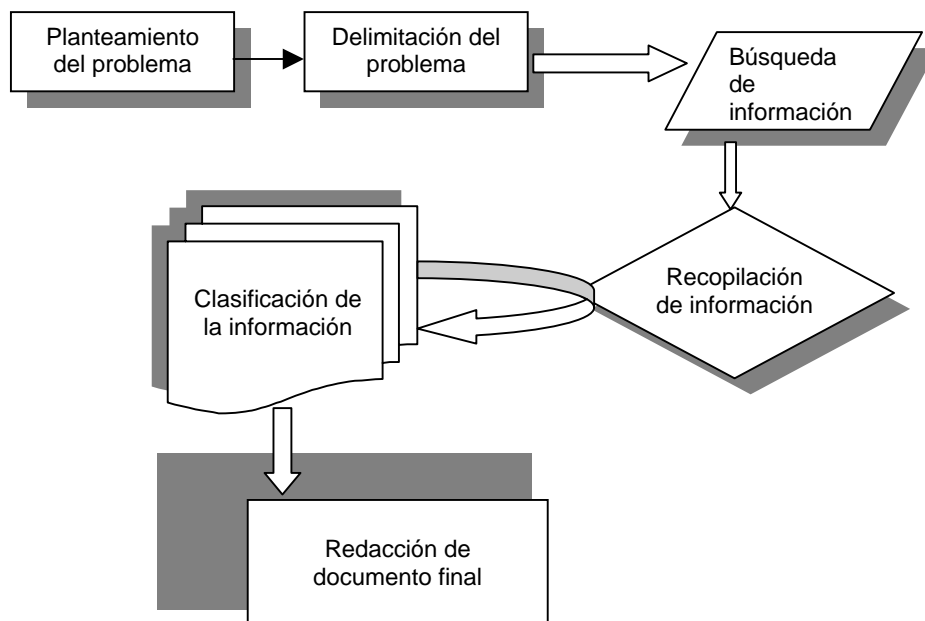 Planteamiento
del problema
Delimitación del
problema
Búsqueda
de
información
Recopilación
de información
Clasificación de
la información
Redacción de
documento final